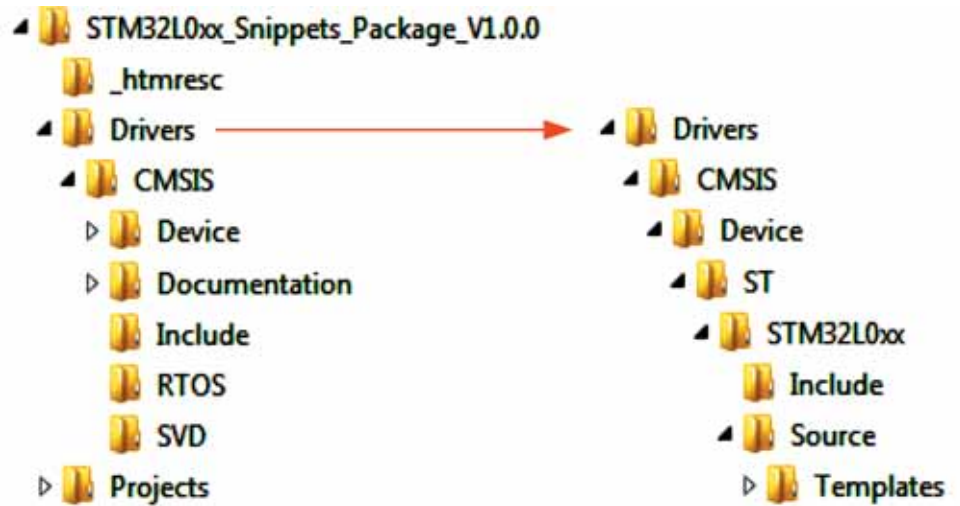 STM32L0xx_Snippets_Package_V1.0.0
_htmresc
Drivers
CMSIS
Device
Documentation
Include
RTOS
SVD
Projects
Drivers
CMSIS
Device
ST
STM32L0xx
Include
Source
Templates